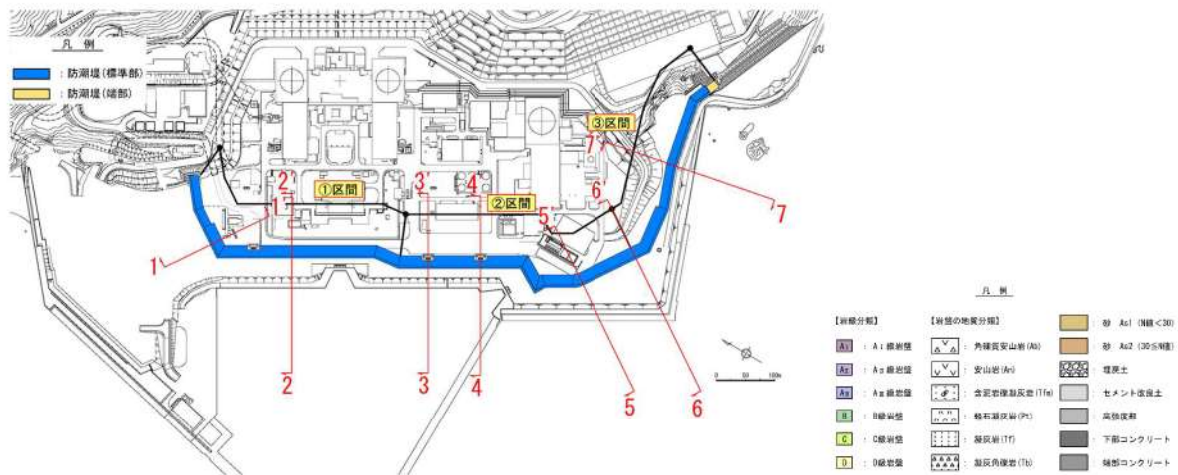 凡 例
: 防潮堤(標準部)
: 防潮堤(端部)
③区間
7'
7
2'
①区間
3'
4'
②区間
6'
1'
5'
1
2
3
4
5
6
0 50 100m
凡 例
【岩級分類】
A₁ : A₁級岩盤
A₂ : A₂級岩盤
A₃ : A₃級岩盤
B : B級岩盤
C : C級岩盤
D : D級岩盤
【岩盤の地質分類】
: 角礫質安山岩(Ab)
: 安山岩(An)
: 含泥岩礫凝灰岩(Tfm)
: 軽石凝灰岩(Pt)
: 凝灰岩(Tf)
: 凝灰角礫岩(Tb)
: 砂 As1 (N値<30)
: 砂 As2 (30≦N値)
: 埋戻土
: セメント改良土
: 高強度部
: 下部コンクリート
: 端部コンクリート